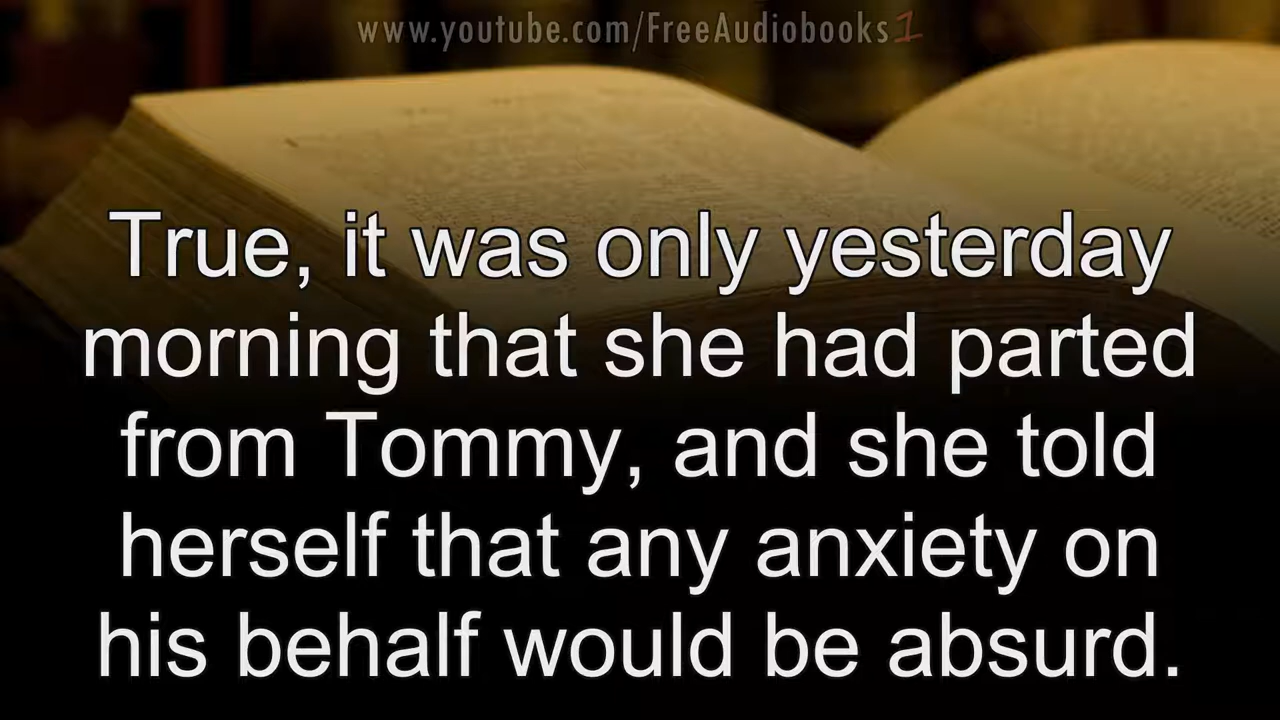 www.youtube.com/FreeAudiobooks1
True, it was only yesterday
morning that she had parted
from Tommy, and she told
herself that any anxiety on
his behalf would be absurd.